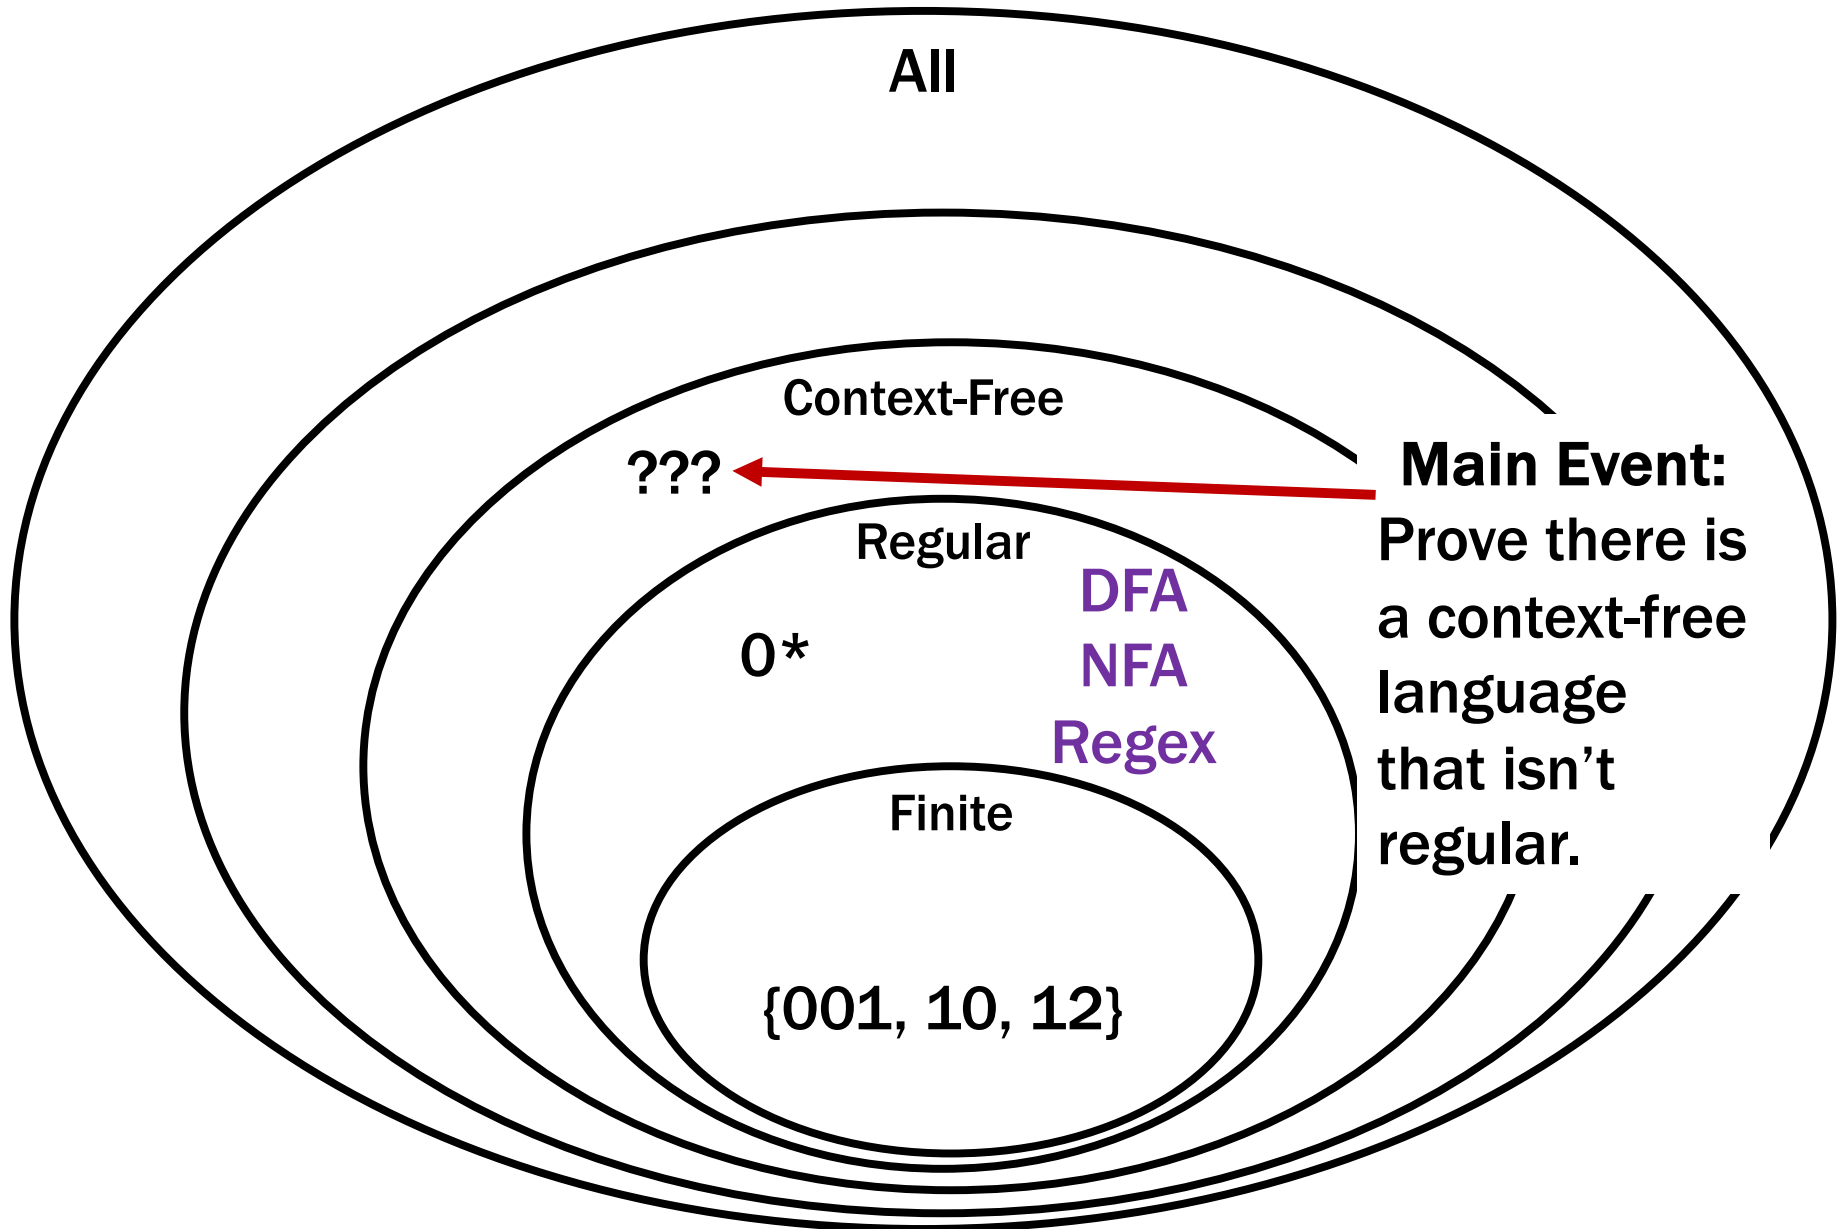 All
Context-Free
???
Main Event:
Prove there is
a context-free
language
that isn't
regular.
Regular
DFA
0*
NFA
Regex
Finite
{001, 10, 12}